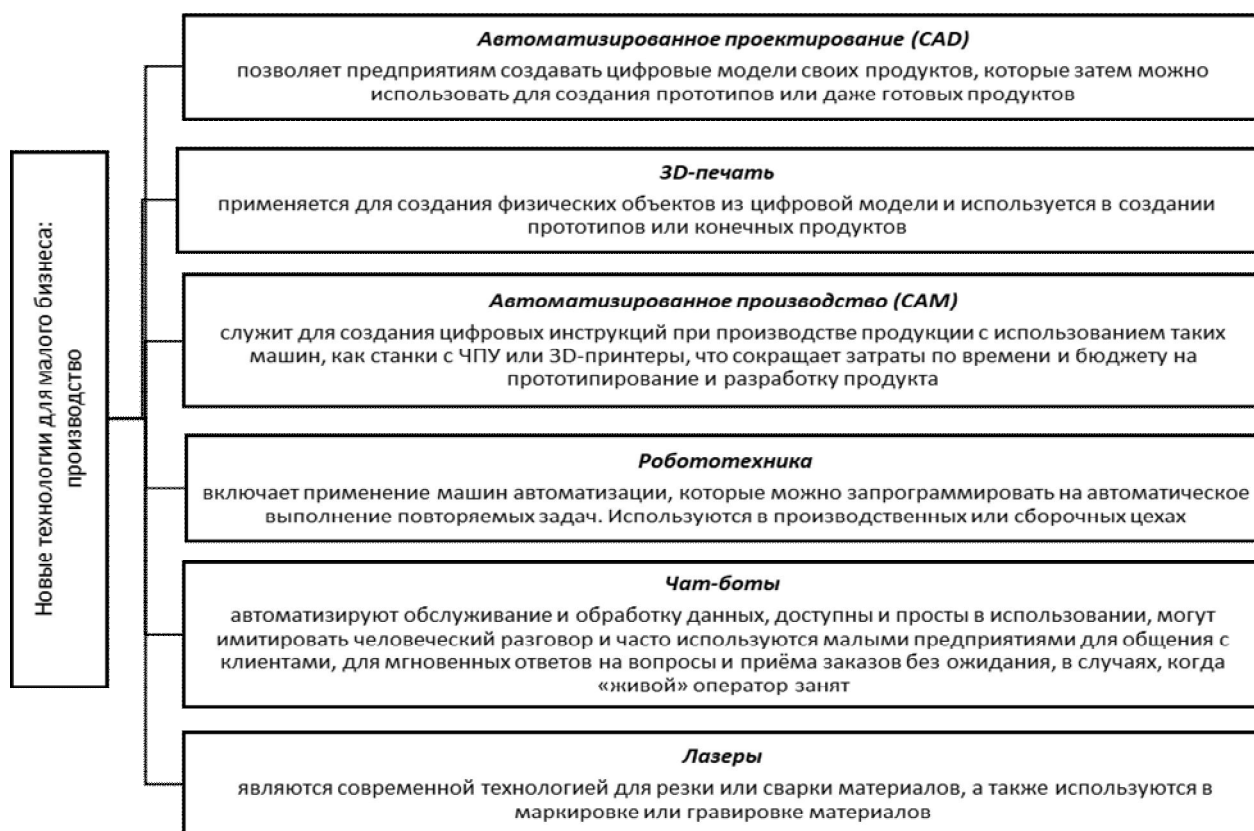 Новые технологии для малого бизнеса:
производство
Автоматизированное проектирование (CAD)
позволяет предприятиям создавать цифровые модели своих продуктов, которые затем можно
использовать для создания прототипов или даже готовых продуктов
3D-печать
применяется для создания физических объектов из цифровой модели и используется в создании
прототипов или конечных продуктов
Автоматизированное производство (CAM)
служит для создания цифровых инструкций при производстве продукции с использованием таких
машин, как станки с ЧПУ или 3D-принтеры, что сокращает затраты по времени и бюджету на
прототипирование и разработку продукта
Робототехника
включает применение машин автоматизации, которые можно запрограммировать на автоматическое
выполнение повторяемых задач. Используются в производственных или сборочных цехах
Чат-боты
автоматизируют обслуживание и обработку данных, доступны и просты в использовании, могут
имитировать человеческий разговор и часто используются малыми предприятиями для общения с
клиентами, для мгновенных ответов на вопросы и приёма заказов без ожидания, в случаях, когда
«живой» оператор занят
Лазеры
являются современной технологией для резки или сварки материалов, а также используются в
маркировке или гравировке материалов